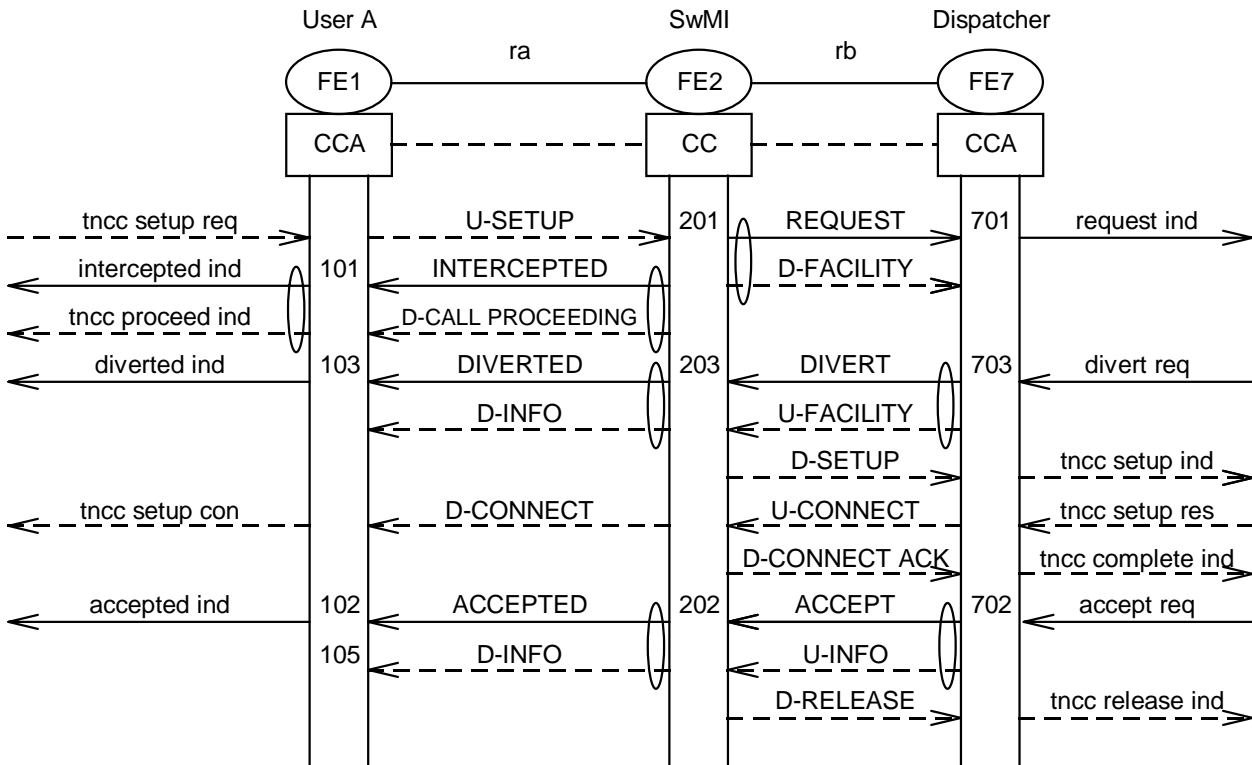 User A SwMI Dispatcher
ra rb
FE1 FE2 FE7
CCA CC CCA
tncc setup req U-SETUP 201 REQUEST 701 request ind
intercepted ind 101 INTERCEPTED D-FACILITY
tncc proceed ind D-CALL PROCEEDING
diverted ind 103 DIVERTED 203 DIVERT 703 divert req
D-INFO U-FACILITY
D-SETUP tncc setup ind
tncc setup con D-CONNECT U-CONNECT tncc setup res
D-CONNECT ACK tncc complete ind
accepted ind 102 ACCEPTED 202 ACCEPT 702 accept req
105 D-INFO U-INFO
D-RELEASE tncc release ind